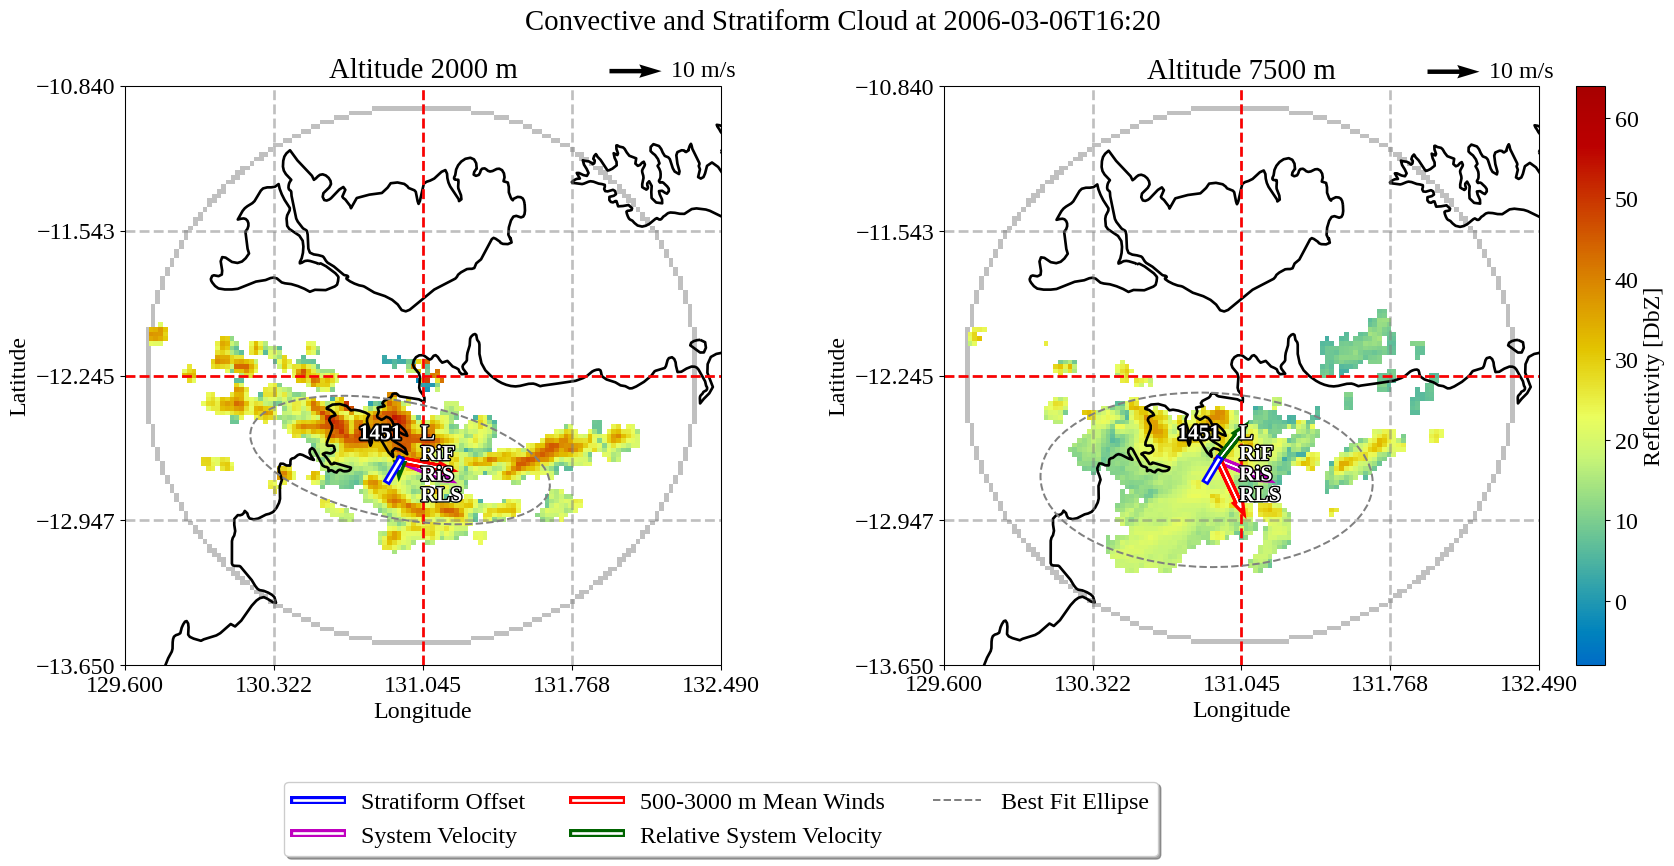 Convective and Stratiform Cloud at 2006-03-06T16:20
Altitude 2000 m
10 m/s
−10.840
−11.543
−12.245
−12.947
−13.650
Latitude
129.600
130.322
131.045
131.768
132.490
Longitude
1451
L
RiF
RiS
RLS
Altitude 7500 m
10 m/s
−10.840
−11.543
−12.245
−12.947
−13.650
Latitude
129.600
130.322
131.045
131.768
132.490
Longitude
1451
L
RiF
RiS
RLS
60
50
40
30
20
10
0
Reflectivity [DbZ]
Stratiform Offset
System Velocity
500-3000 m Mean Winds
Relative System Velocity
Best Fit Ellipse